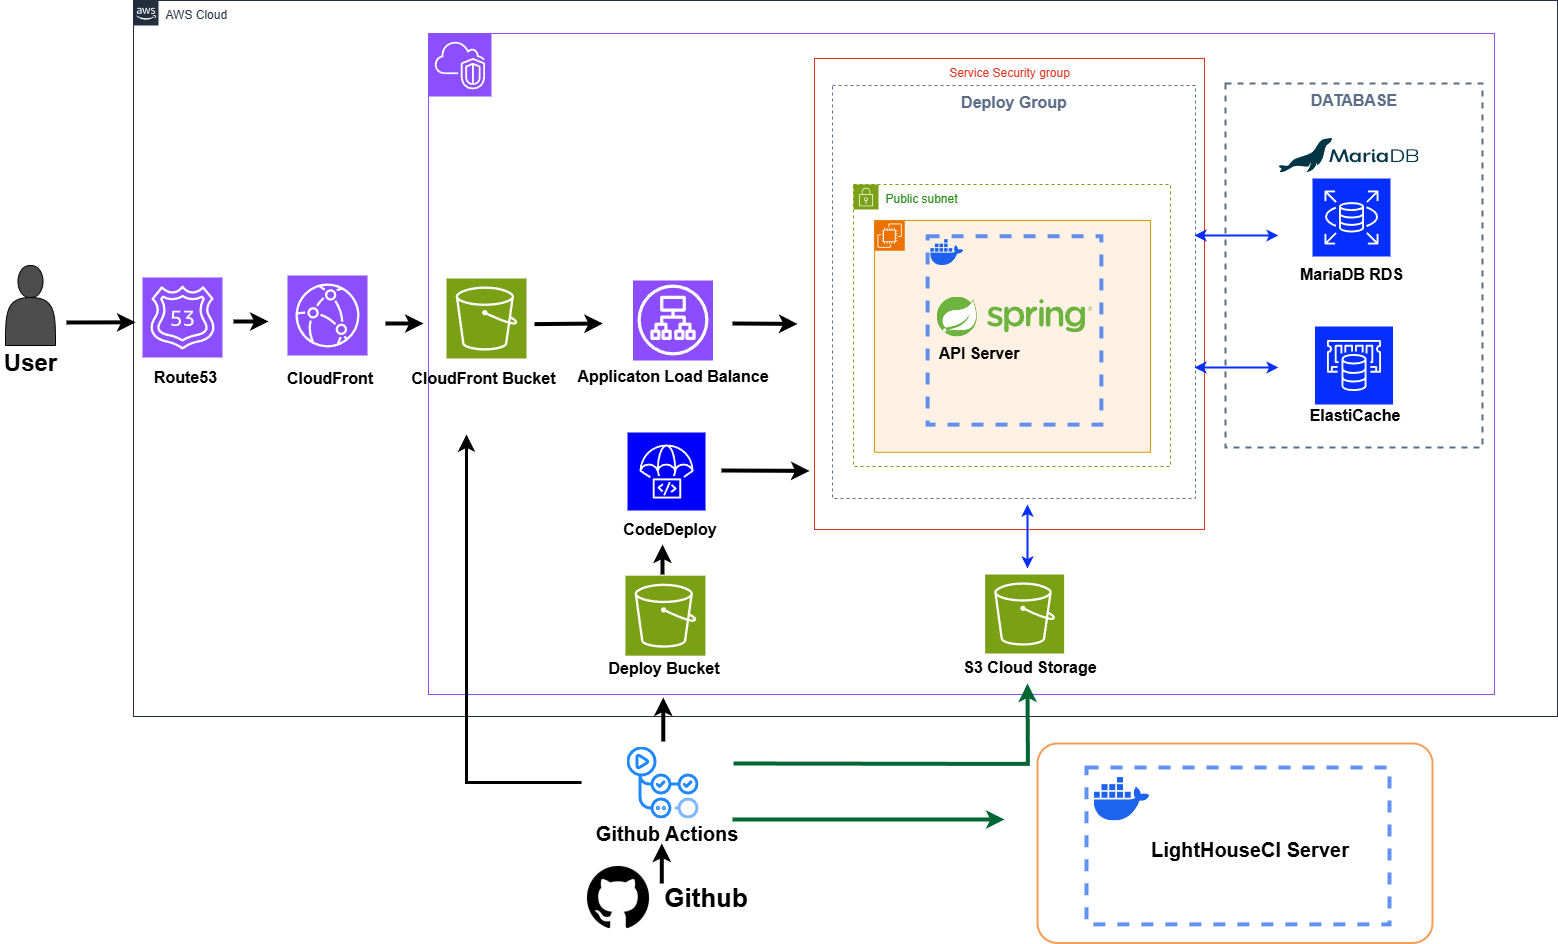 aws
AWS Cloud
Service Security group
Deploy Group
DATABASE
MariaDB
Public subnet
MariaDB RDS
53
spring
API Server
User
Route53
CloudFront
CloudFront Bucket
Applicaton Load Balance
ElastiCache
</>
CodeDeploy
Deploy Bucket
S3 Cloud Storage
Github Actions
LightHouseCI Server
Github